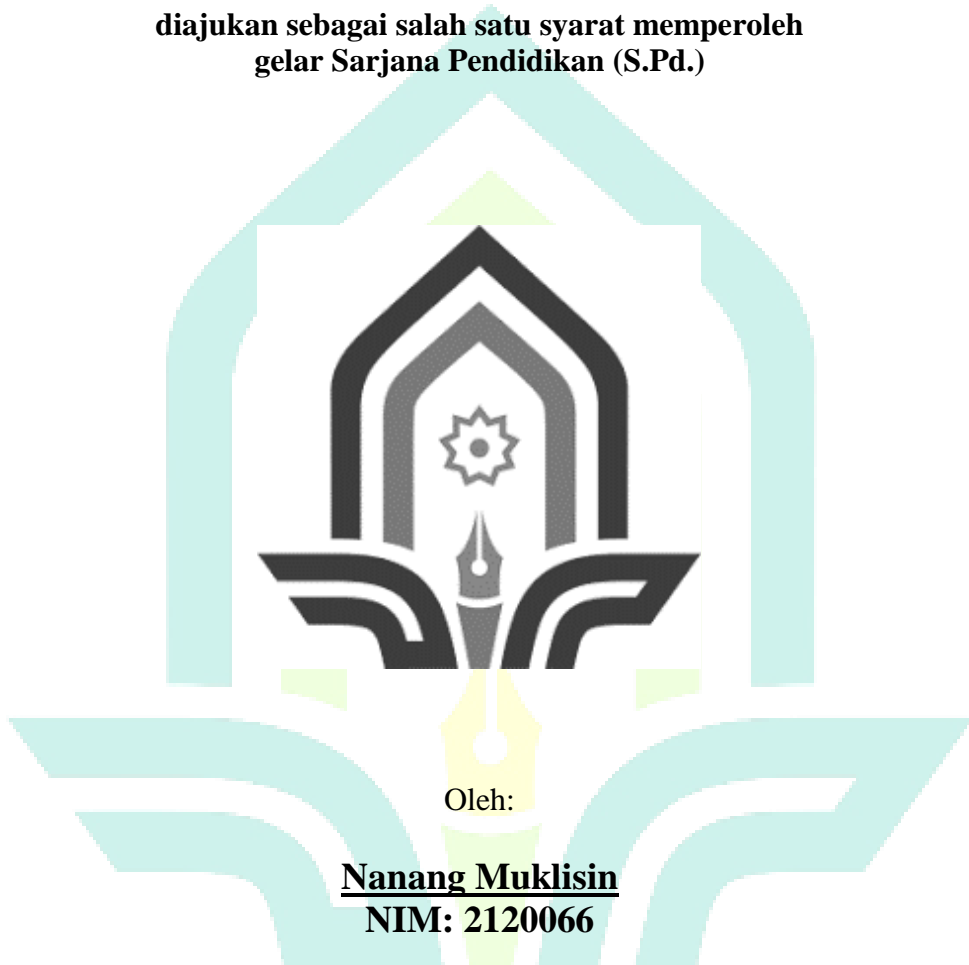 diajukan sebagai salah satu syarat memperoleh
gelar Sarjana Pendidikan (S.Pd.)
Oleh:
Nanang Muklisin
NIM: 2120066